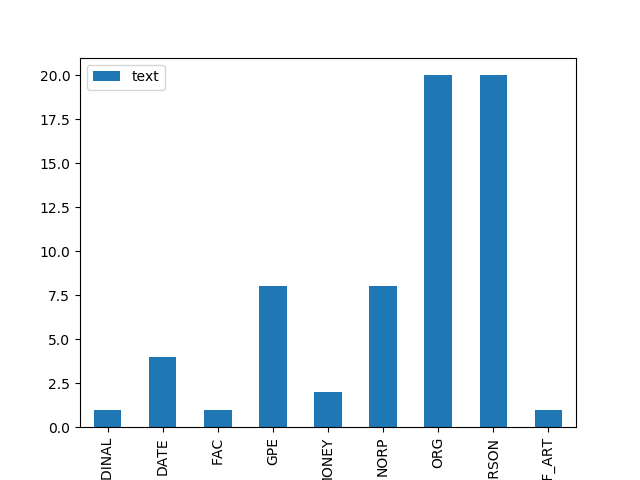 text
20.0
17.5
15.0
12.5
10.0
7.5
5.0
2.5
0.0
DINAL
DATE
FAC
GPE
MONEY
NORP
ORG
RSON
F_ART